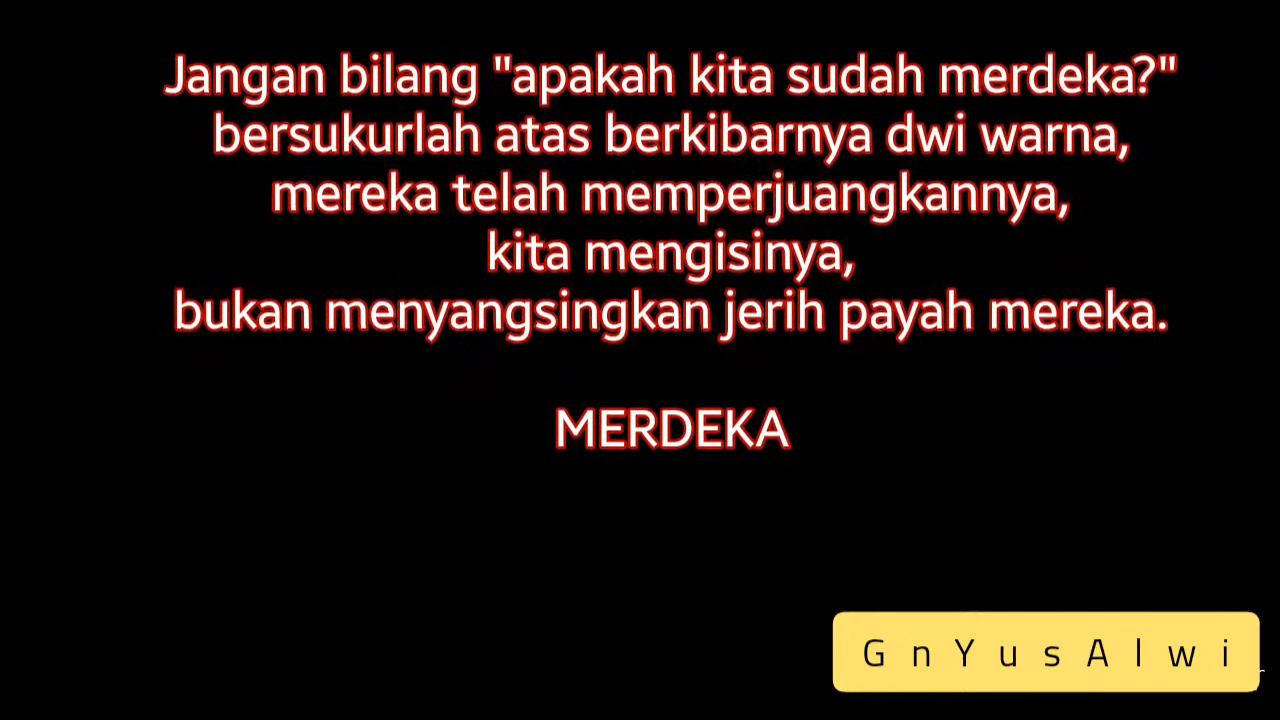 Jangan bilang "apakah kita sudah merdeka?"
bersukurlah atas berkibarnya dwi warna,
mereka telah memperjuangkannya,
kita mengisinya,
bukan menyangsingkan jerih payah mereka.
MERDEKA
G n Y u s A l w i